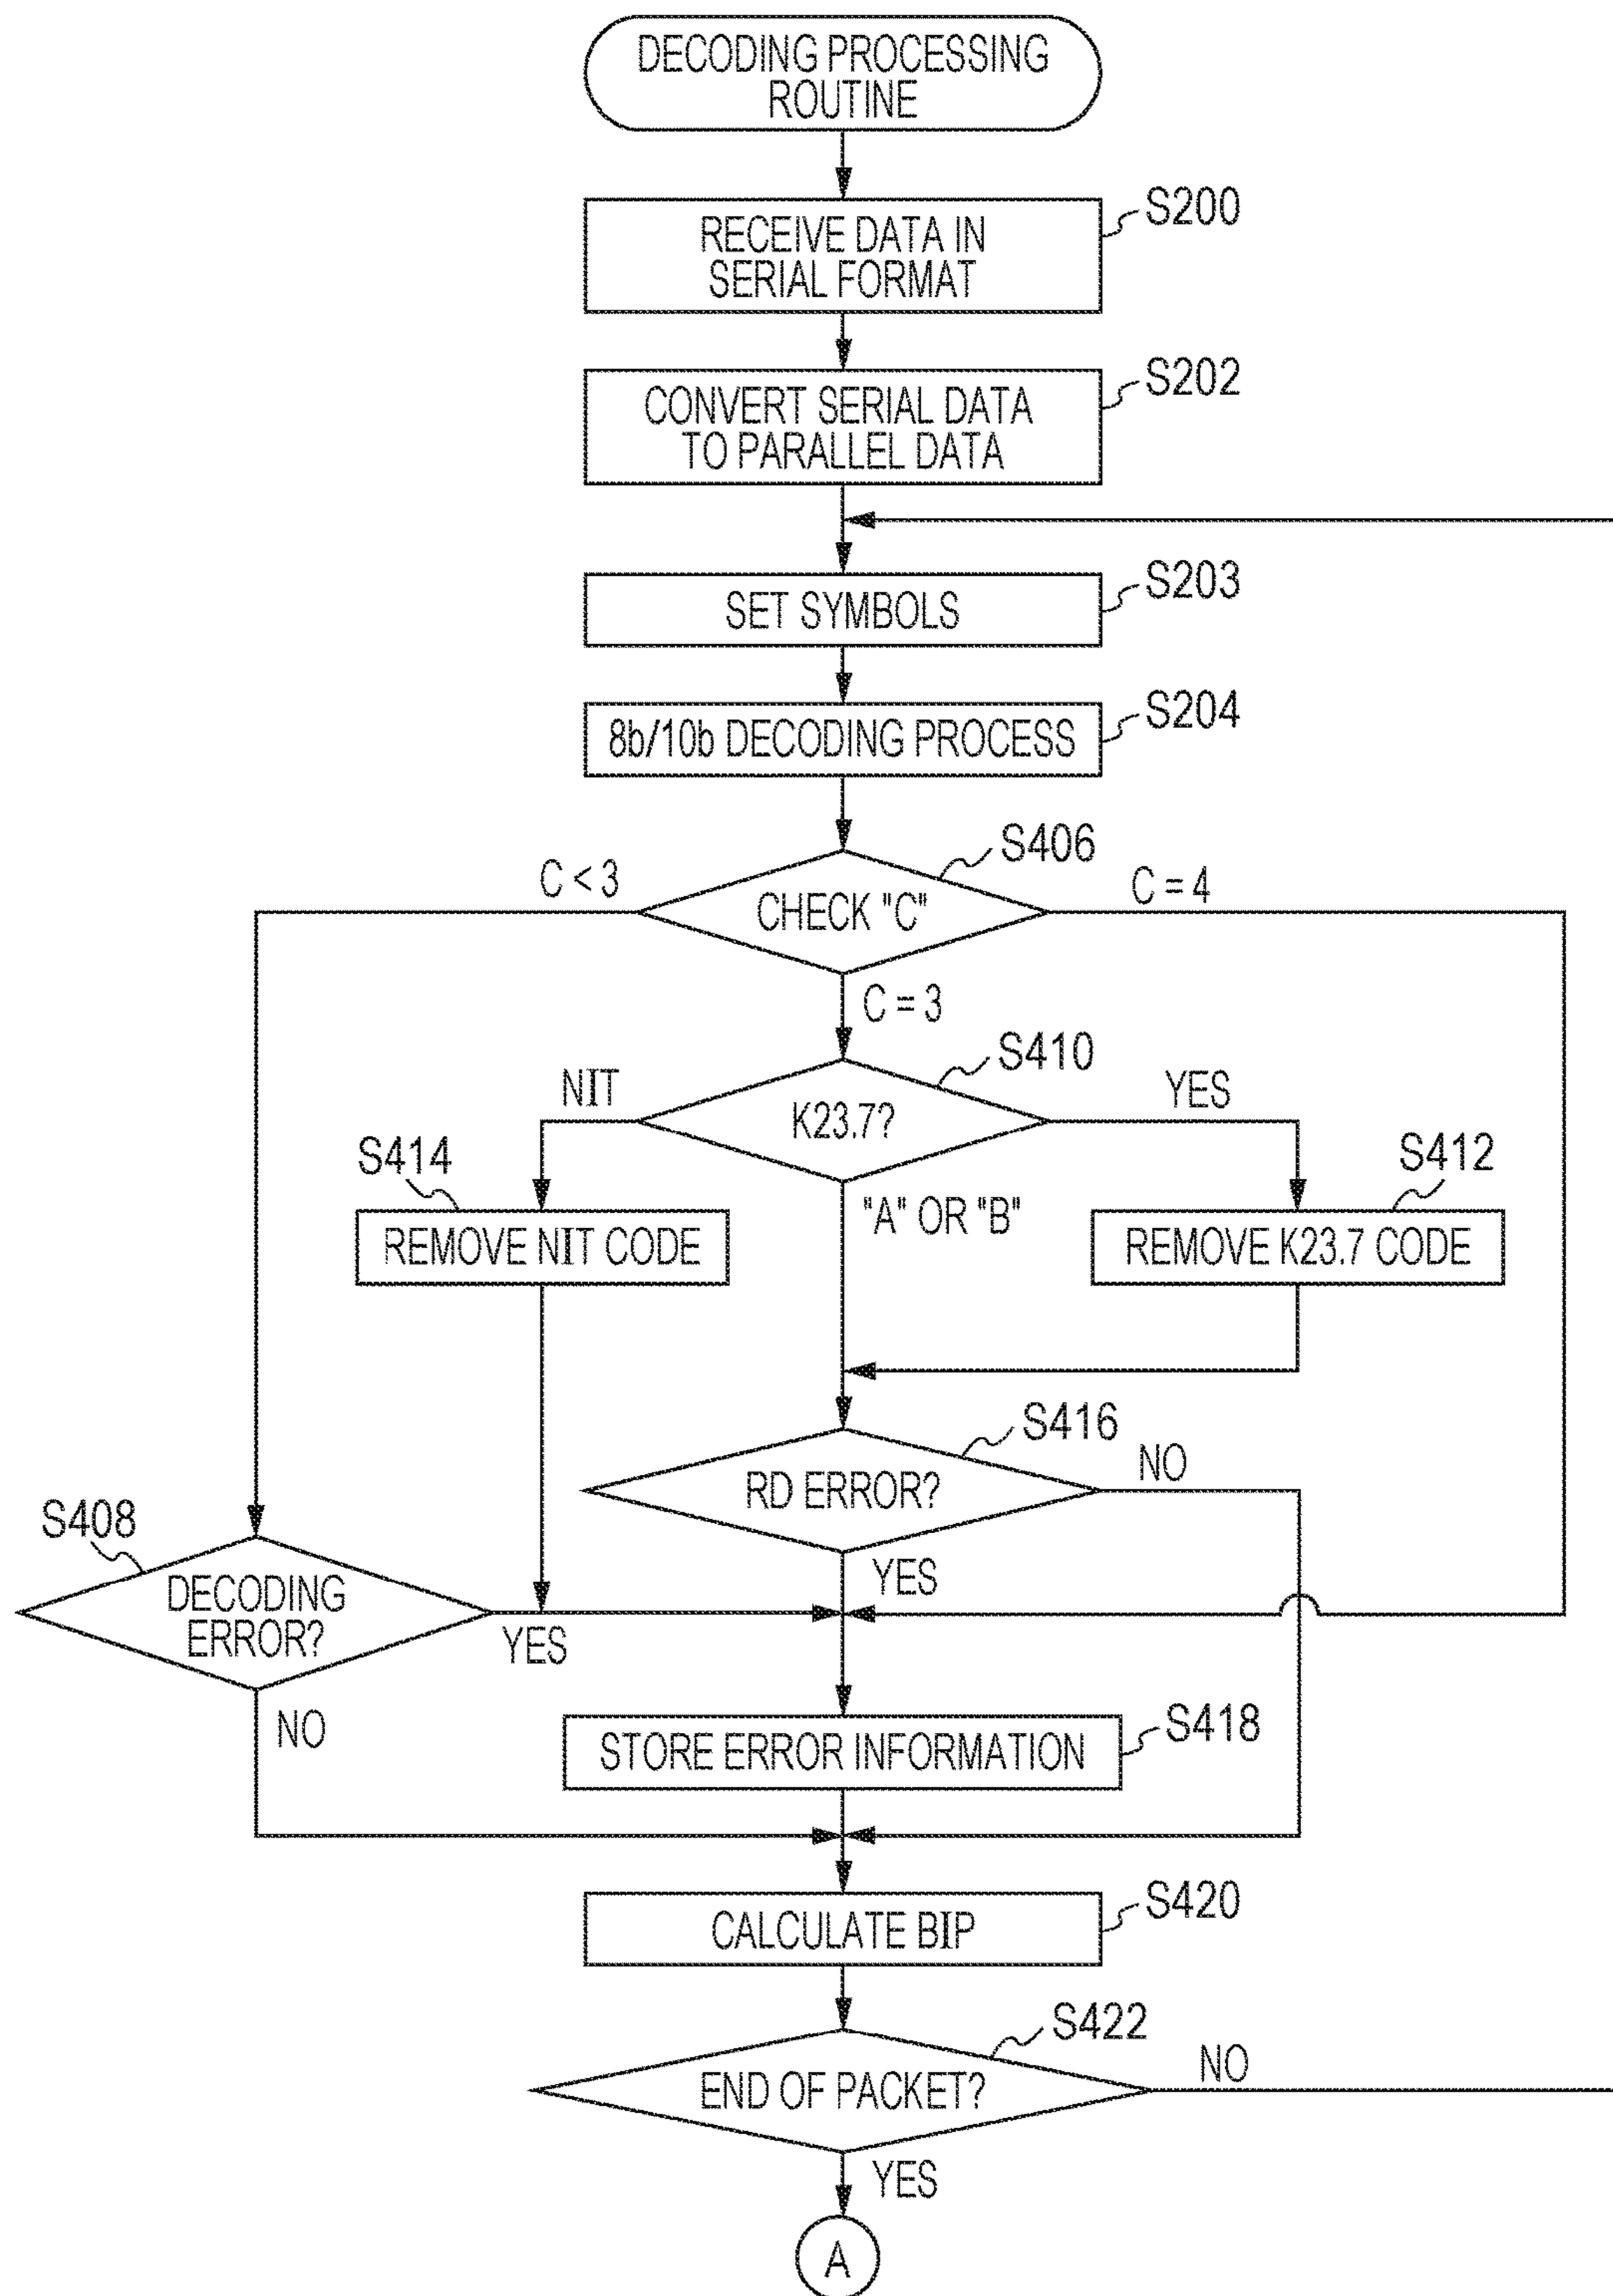 DECODING PROCESSING
ROUTINE
S200
RECEIVE DATA IN
SERIAL FORMAT
S202
CONVERT SERIAL DATA
TO PARALLEL DATA
S203
SET SYMBOLS
S204
8b/10b DECODING PROCESS
S406
C < 3
C = 4
CHECK "C"
C = 3
S410
NIT
YES
K23.7?
S414
S412
"A" OR "B"
REMOVE NIT CODE
REMOVE K23.7 CODE
S416
NO
RD ERROR?
S408
YES
DECODING
ERROR?
YES
NO
S418
STORE ERROR INFORMATION
S420
CALCULATE BIP
S422
NO
END OF PACKET?
YES
A